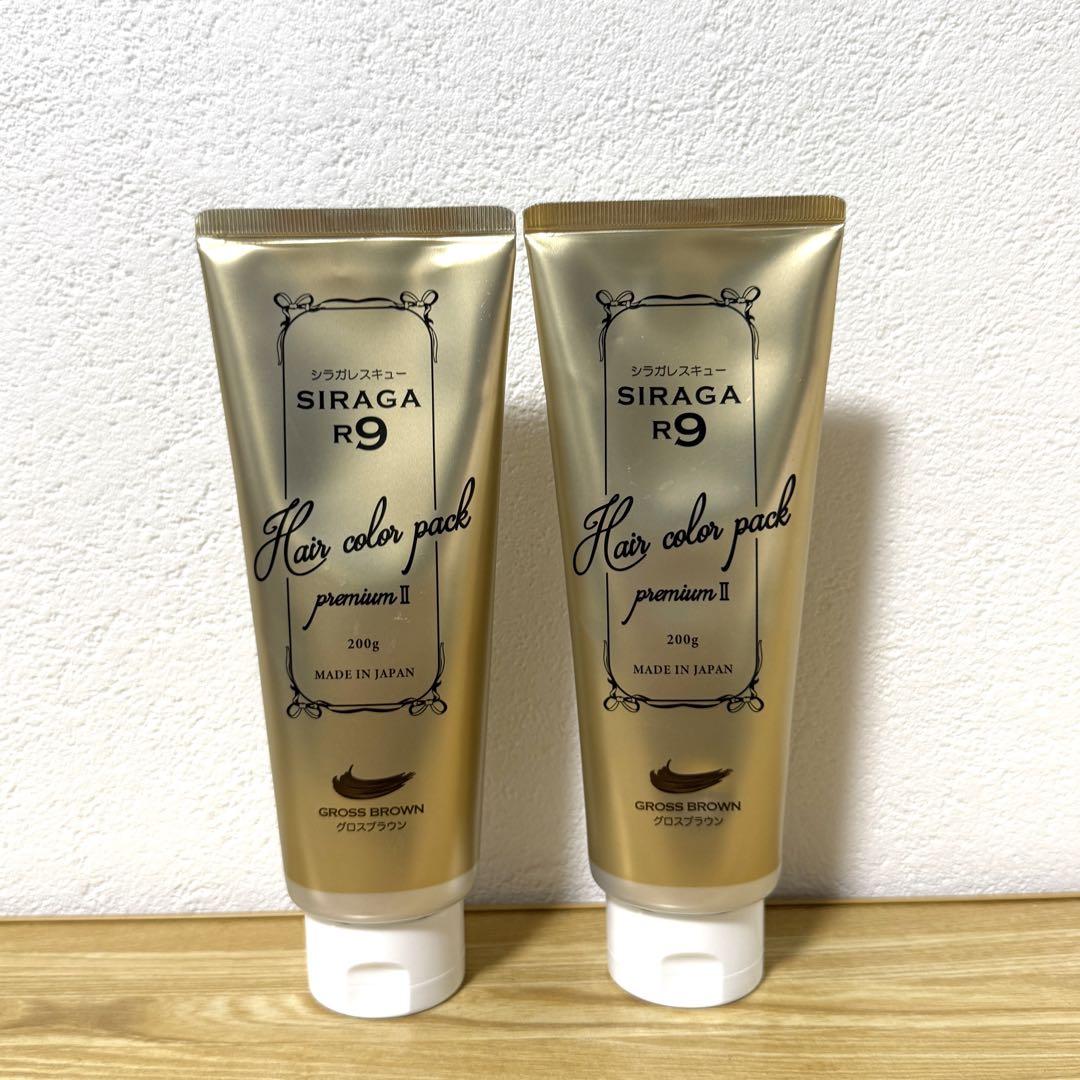 シラガレスキュー
SIRAGA
R9
Hair color pack
premium II
200g
MADE IN JAPAN
GROSS BROWN
グロスブラウン
シラガレスキュー
SIRAGA
R9
Hair color pack
premium II
200g
MADE IN JAPAN
GROSS BROWN
グロスブラウン